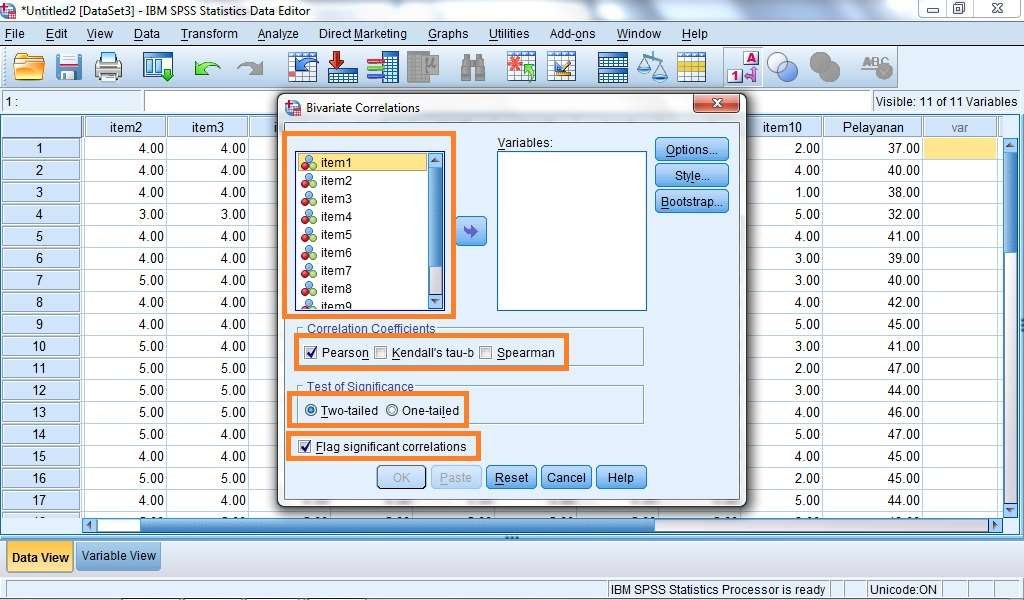 *Untitled2 [DataSet3] - IBM SPSS Statistics Data Editor
File Edit View Data Transform Analyze Direct Marketing Graphs Utilities Add-ons Window Help
1 A ABC
1 : Visible: 11 of 11 Variables
item2 item3 item10 Pelayanan var
1 4.00 4.00 2.00 37.00
2 4.00 4.00 4.00 40.00
3 4.00 4.00 1.00 38.00
4 3.00 3.00 5.00 32.00
5 4.00 4.00 4.00 41.00
6 4.00 4.00 3.00 39.00
7 5.00 4.00 3.00 40.00
8 4.00 4.00 4.00 42.00
9 4.00 4.00 5.00 45.00
10 4.00 5.00 3.00 41.00
11 5.00 5.00 2.00 47.00
12 5.00 5.00 3.00 44.00
13 5.00 4.00 4.00 46.00
14 5.00 4.00 5.00 47.00
15 4.00 5.00 4.00 45.00
16 5.00 5.00 2.00 45.00
17 4.00 4.00 5.00 44.00
Bivariate Correlations
item1
item2
item3
item4
item5
item6
item7
item8
item9
Variables:
Options...
Style...
Bootstrap...
Correlation Coefficients
Pearson Kendall's tau-b Spearman
Test of Significance
Two-tailed One-tailed
Flag significant correlations
OK Paste Reset Cancel Help
Data View Variable View
IBM SPSS Statistics Processor is ready Unicode:ON